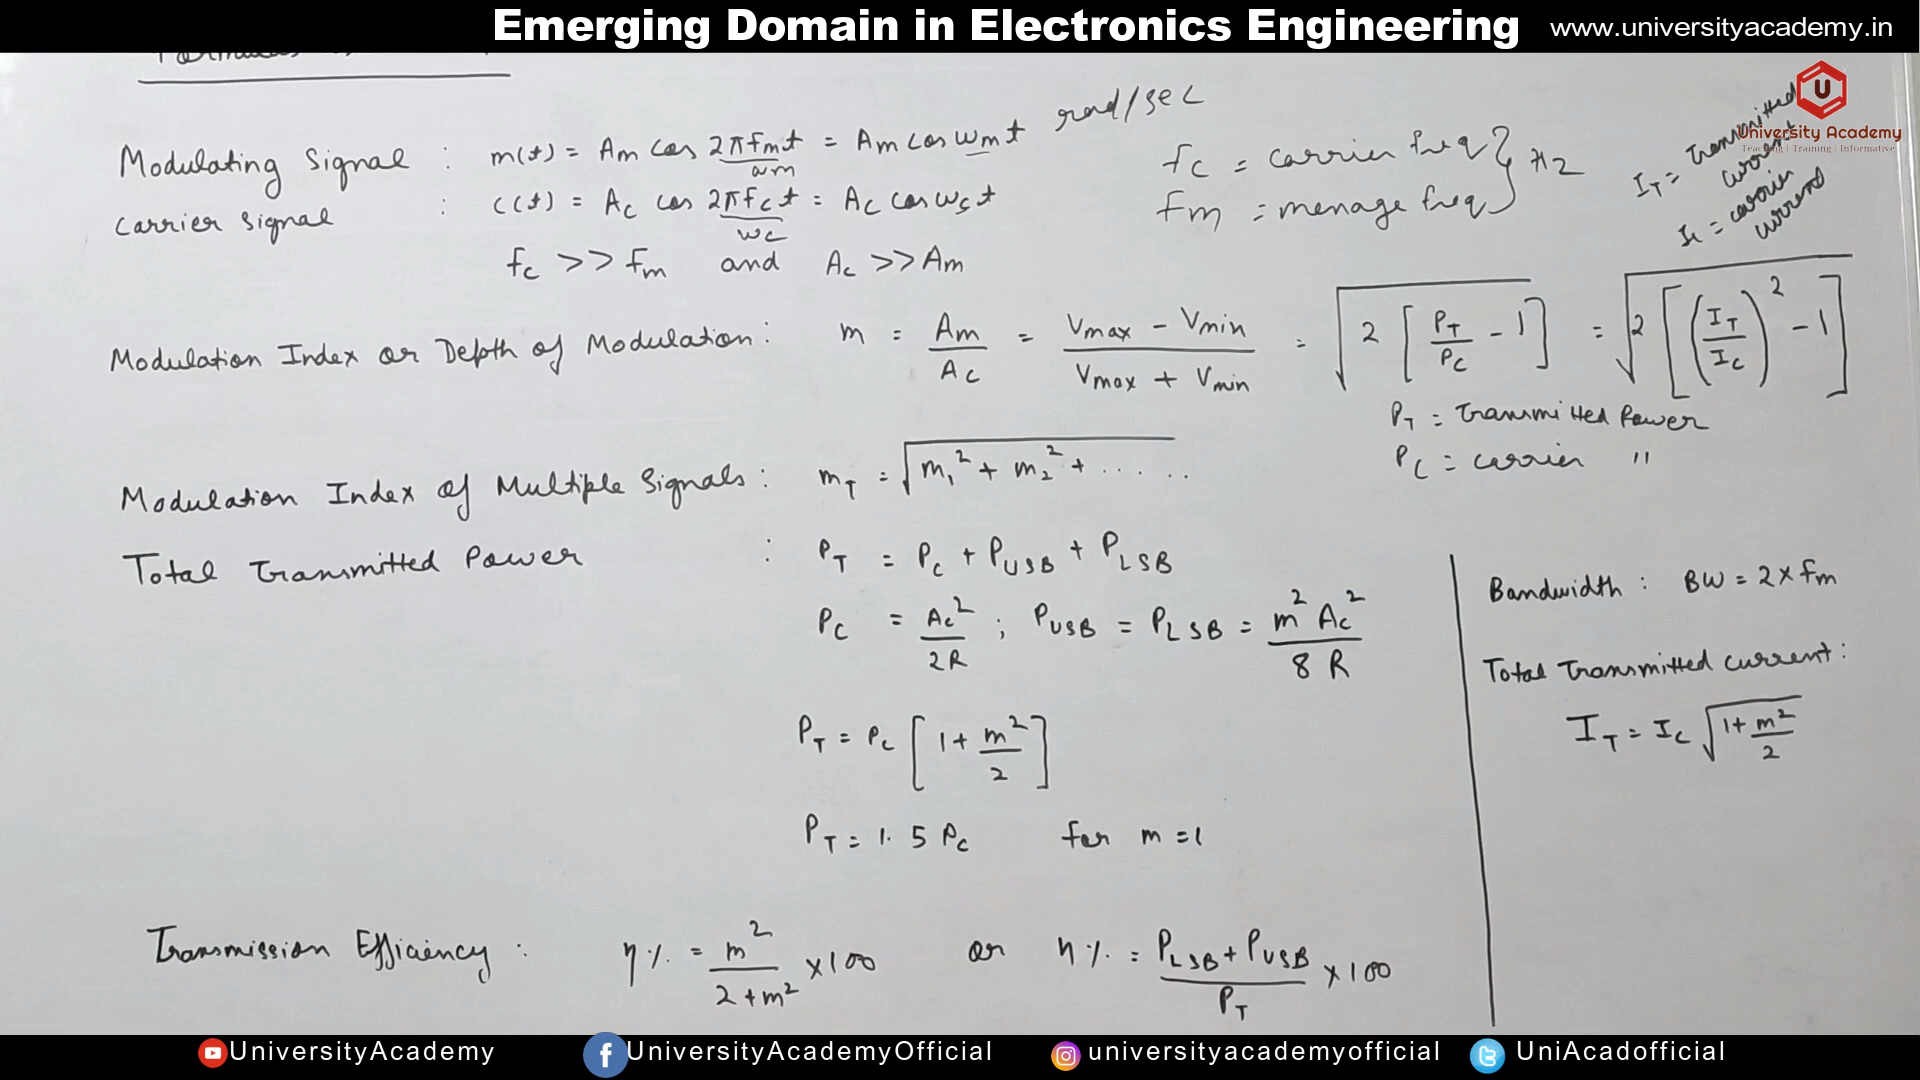 Emerging Domain in Electronics Engineering www.universityacademy.in
University Academy
Teaching | Training | Informative
Modulating Signal : m(t) = Am cos 2πfmt = Am cos ωmt rad/sec
ωm
Carrier signal : c(t) = Ac cos 2πfct = Ac cos ωct
ωc
fc >> fm and Ac >> Am
fc = carrier freq } Hz
fm = message freq
IT = Transmitted current
Ic = carrier current
Modulation Index or Depth of Modulation : m = Am/Ac = (Vmax - Vmin)/(Vmax + Vmin) = √(2 [PT/PC - 1]) = √(2 [(IT/IC)² - 1])
PT = Transmitted Power
PC = carrier "
Modulation Index of Multiple Signals : mT = √(m1² + m2² + ......)
Total Transmitted Power : PT = Pc + PUSB + PLSB
PC = Ac²/2R ; PUSB = PLSB = m² Ac²/8 R
PT = Pc [1 + m²/2]
PT = 1.5 Pc for m = 1
Bandwidth : BW = 2 × fm
Total Transmitted current :
IT = IC √(1 + m²/2)
Transmission Efficiency : η% = m²/(2 + m²) × 100 or η% = (PLSB + PUSB)/PT × 100
UniversityAcademy UniversityAcademyOfficial universityacademyofficial UniAcadofficial